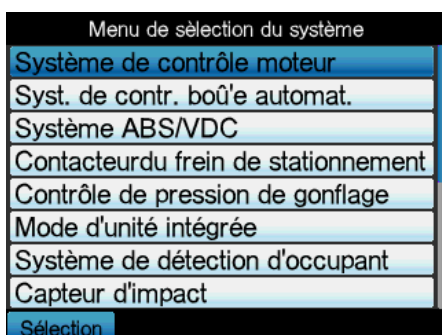 Menu de sèlection du système
Système de contrôle moteur
Syst. de contr. boû'e automat.
Système ABS/VDC
Contacteurdu frein de stationnement
Contrôle de pression de gonflage
Mode d'unité intégrée
Système de détection d'occupant
Capteur d'impact
Sélection